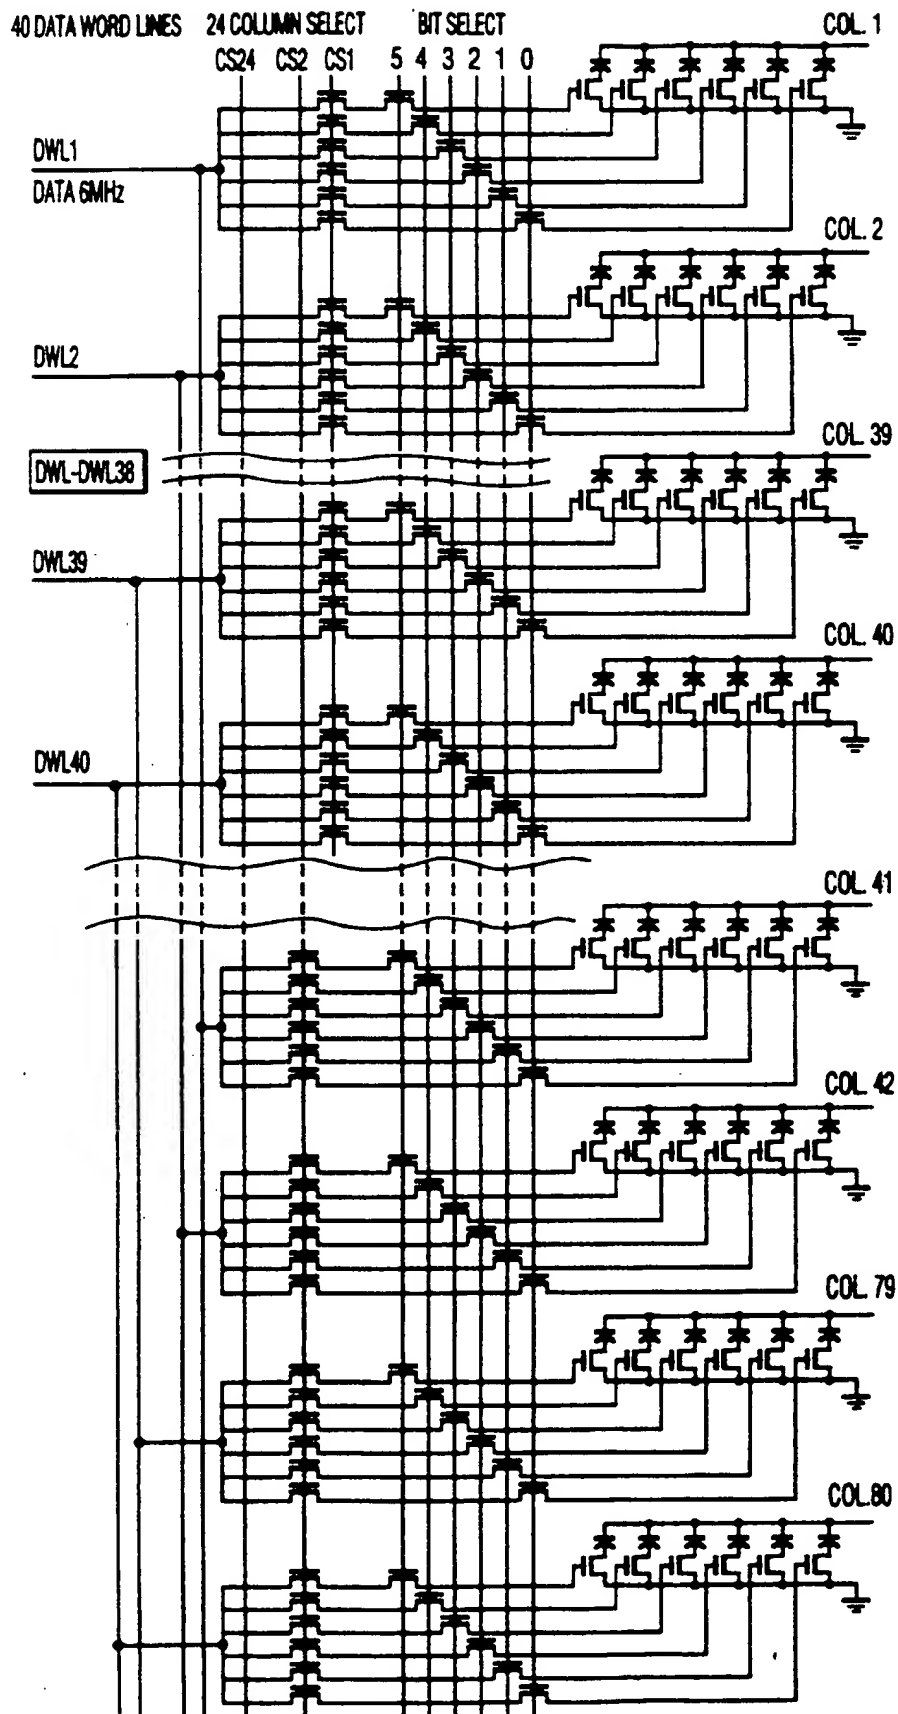 40 DATA WORD LINES 24 COLUMN SELECT BIT SELECT COL. 1
CS24 CS2 CS1 5 4 3 2 1 0
DWL1
DATA 6MHz
COL. 2
DWL2
COL. 39
DWL-DWL38
DWL39
COL. 40
DWL40
COL. 41
COL. 42
COL. 79
COL.80